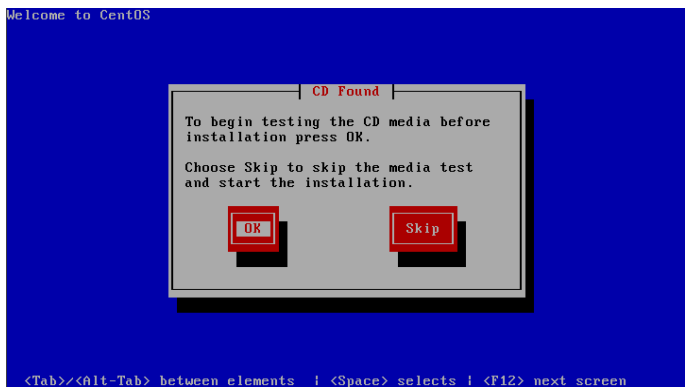 Welcome to CentOS
CD Found
To begin testing the CD media before
installation press OK.
Choose Skip to skip the media test
and start the installation.
OK Skip
<Tab>/<Alt-Tab> between elements | <Space> selects | <F12> next screen